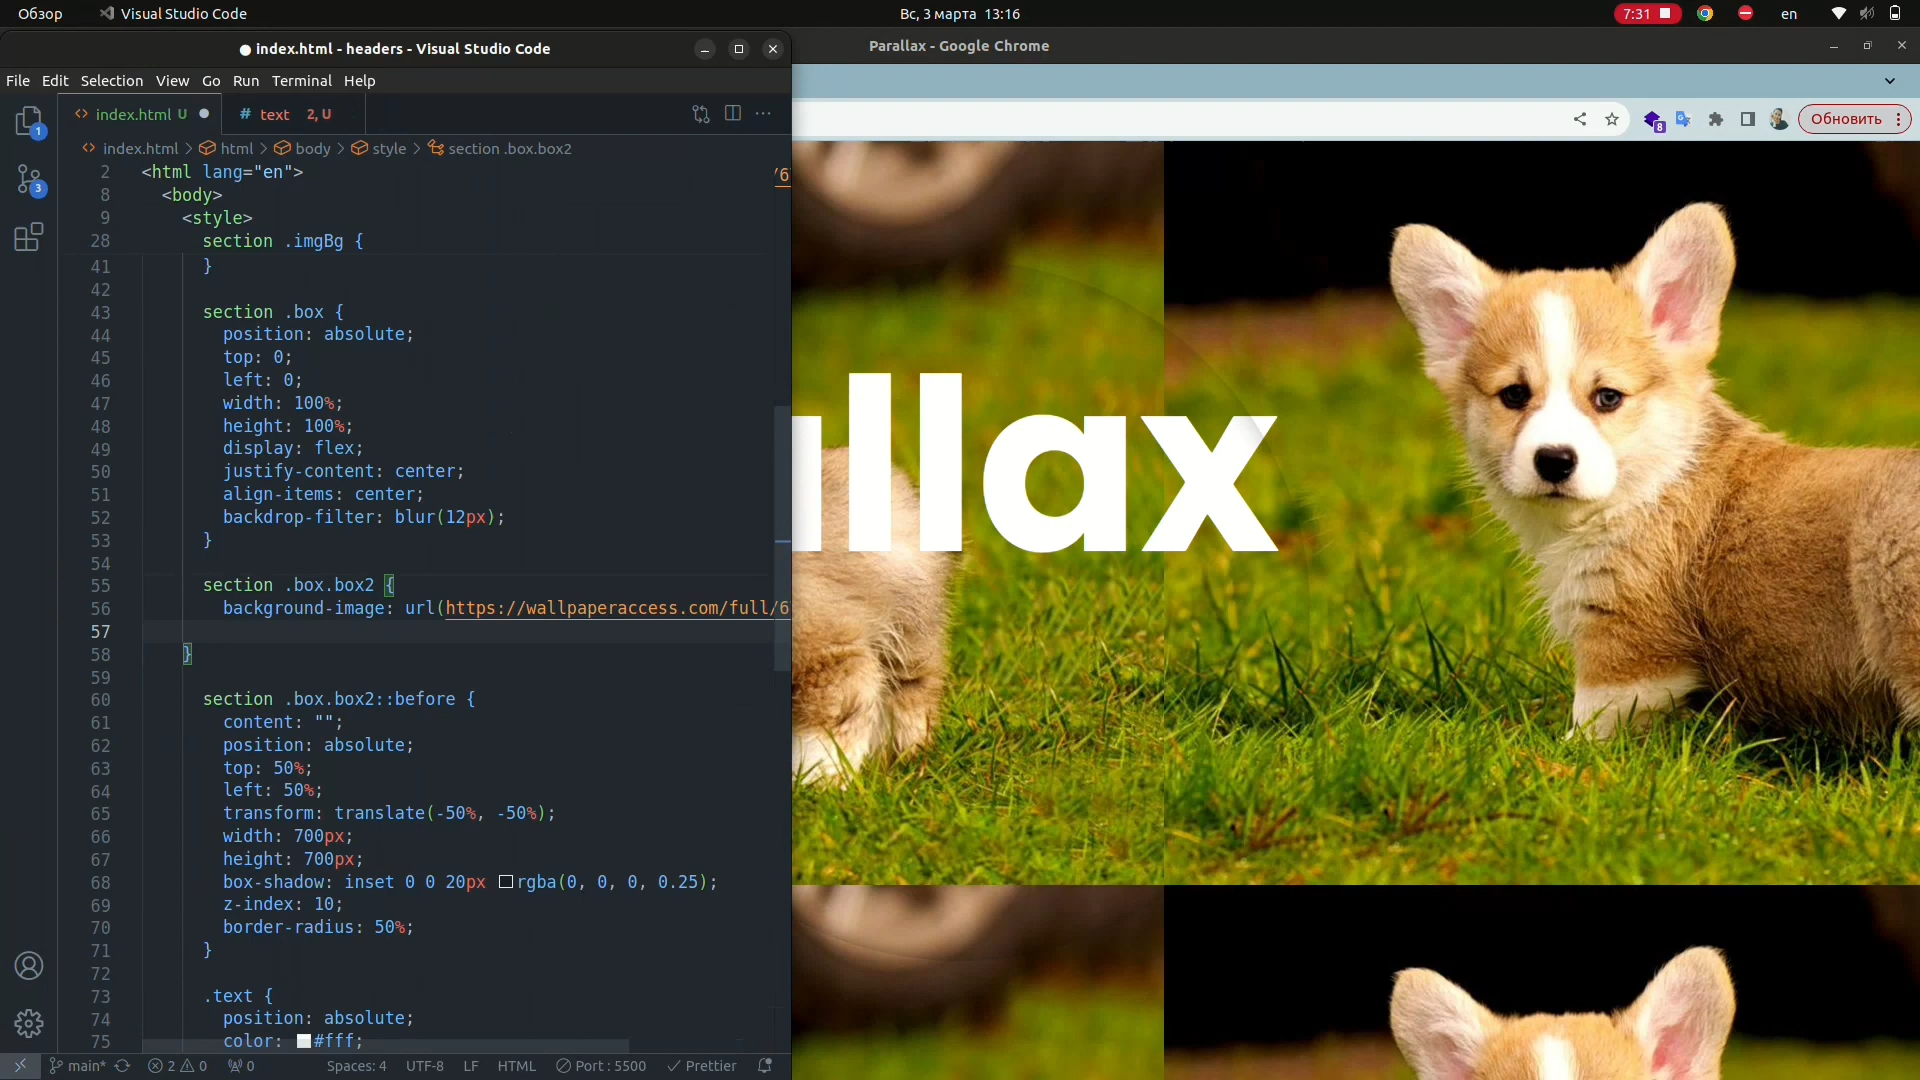 Обзор
Visual Studio Code
Вс, 3 марта 13:16
7:31
en
index.html - headers - Visual Studio Code
Parallax - Google Chrome
File Edit Selection View Go Run Terminal Help
index.html U
# text 2, U
8
Обновить
1
3
index.html > html > body > style > section .box.box2
2 <html lang="en">
/6
8 <body>
9 <style>
28 section .imgBg {
41 }
42
43 section .box {
44 position: absolute;
45 top: 0;
46 left: 0;
47 width: 100%;
48 height: 100%;
49 display: flex;
50 justify-content: center;
51 align-items: center;
52 backdrop-filter: blur(12px);
53 }
54
55 section .box.box2 {
56 background-image: url(https://wallpaperaccess.com/full/6
57
58 }
59
60 section .box.box2::before {
61 content: "";
62 position: absolute;
63 top: 50%;
64 left: 50%;
65 transform: translate(-50%, -50%);
66 width: 700px;
67 height: 700px;
68 box-shadow: inset 0 0 20px rgba(0, 0, 0, 0.25);
69 z-index: 10;
70 border-radius: 50%;
71 }
72
73 .text {
74 position: absolute;
75 color: #fff;
main* 2 0 0 Spaces: 4 UTF-8 LF HTML Port : 5500 Prettier
allax